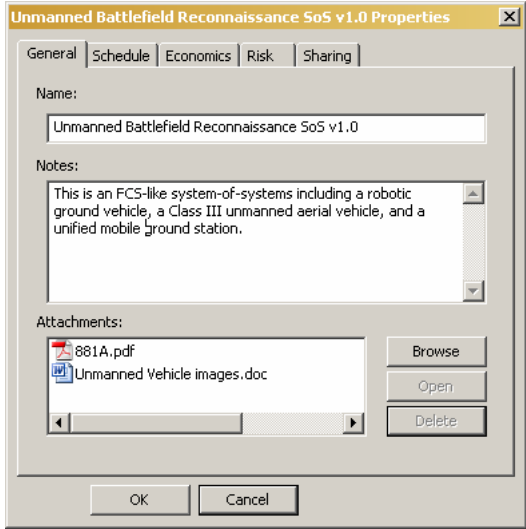 Unmanned Battlefield Reconnaissance SoS v1.0 Properties
General Schedule Economics Risk Sharing
Name:
Unmanned Battlefield Reconnaissance SoS v1.0
Notes:
This is an FCS-like system-of-systems including a robotic
ground vehicle, a Class III unmanned aerial vehicle, and a
unified mobile ground station.
Attachments:
881A.pdf
Unmanned Vehicle images.doc
Browse
Open
Delete
OK Cancel